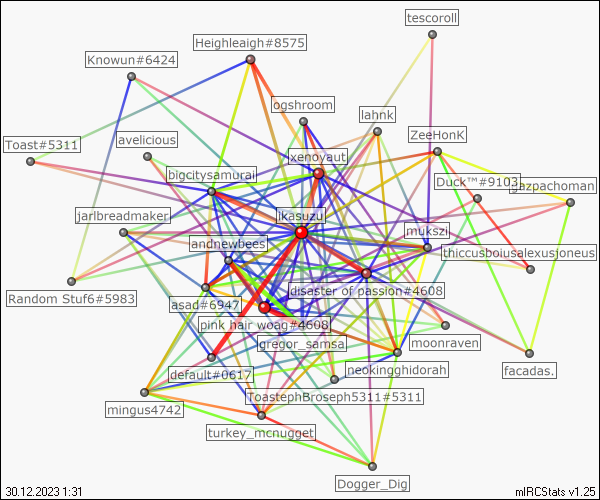 tescoroll
Heighleaigh#8575
Knowun#6424
ogshroom
lahnk
ZeeHonK
avelicious
Toast#5311
xenoyaut
bigcitysamurai
Duck™#9103
azpachoman
jarlbreadmaker
jkasuzu
mukszi
andnewbees
thiccusboiusalexusjoneus
disaster of passion#4608
Random Stuf6#5983
asad#6947
pink hair woag#4608
gregor_samsa
moonraven
default#0617
neokingghidorah
facadas.
ToastephBroseph5311#5311
mingus4742
turkey_mcnugget
Dogger_Dig
30.12.2023 1:31
mIRCStats v1.25